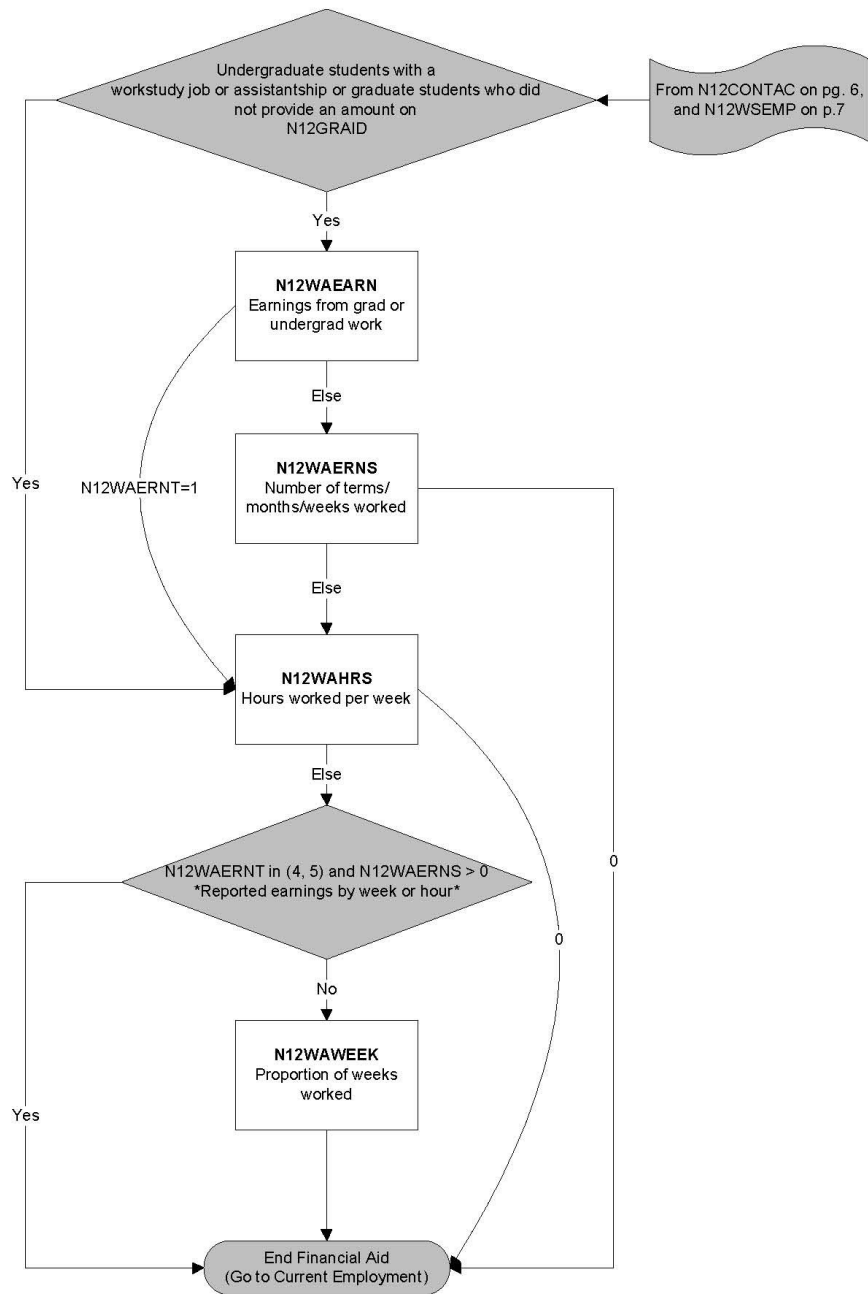 Undergraduate students with a
workstudy job or assistantship or graduate students who did
not provide an amount on
N12GRAID
From N12CONTAC on pg. 6,
and N12WSEMP on p.7
Yes
N12WAEARN
Earnings from grad or
undergrad work
Else
N12WAERNS
Number of terms/
months/weeks worked
Yes
N12WAERNT=1
Else
N12WAHRS
Hours worked per week
Else
N12WAERNT in (4, 5) and N12WAERNS > 0
*Reported earnings by week or hour*
0
0
No
N12WAWEEK
Proportion of weeks
worked
Yes
End Financial Aid
(Go to Current Employment)